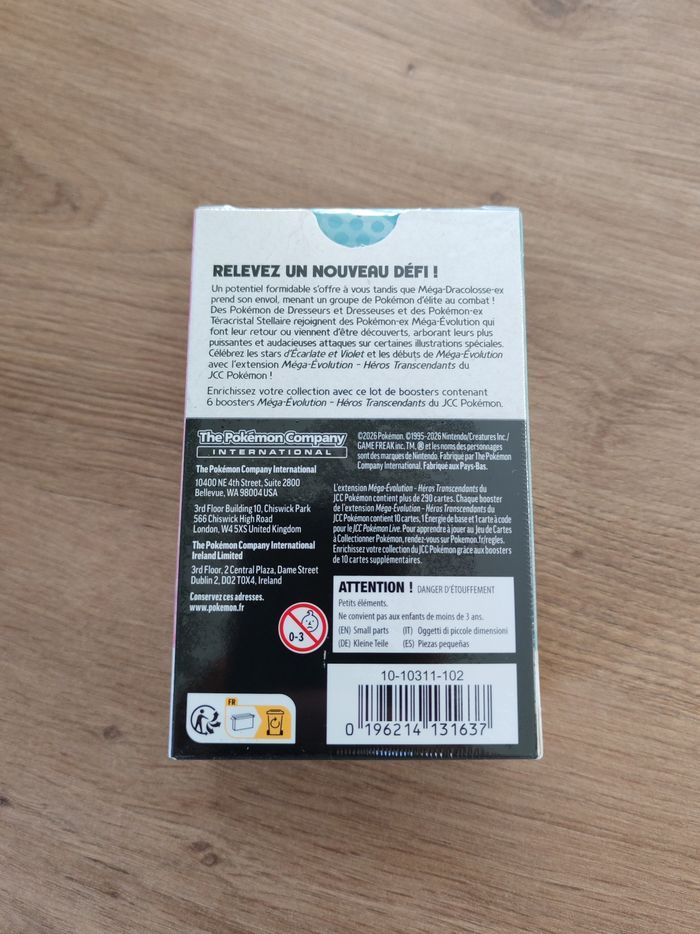 RELEVEZ UN NOUVEAU DÉFI !
Un potentiel formidable s'offre à vous tandis que Méga-Dracolosse-ex
prend son envol, menant un groupe de Pokémon d'élite au combat !
Des Pokémon de Dresseurs et Dresseuses et des Pokémon-ex
Téracristal Stellaire rejoignent des Pokémon-ex Méga-Évolution qui
font leur retour ou viennent d'être découverts, arborant leurs plus
puissantes et audacieuses attaques sur certaines illustrations spéciales.
Célébrez les stars d'Écarlate et Violet et les débuts de Méga-Évolution
avec l'extension Méga-Évolution – Héros Transcendants du
JCC Pokémon !
Enrichissez votre collection avec ce lot de boosters contenant
6 boosters Méga-Évolution – Héros Transcendants du JCC Pokémon.
The Pokémon Company
INTERNATIONAL
The Pokémon Company International
10400 NE 4th Street, Suite 2800
Bellevue, WA 98004 USA
3rd Floor Building 10, Chiswick Park
566 Chiswick High Road
London, W4 5XS United Kingdom
The Pokémon Company International
Ireland Limited
3rd Floor, 2 Central Plaza, Dame Street
Dublin 2, D02 T0X4, Ireland
Conservez ces adresses.
www.pokemon.fr
©2026 Pokémon. ©1995-2026 Nintendo/Creatures Inc./
GAME FREAK inc. TM, ® et les noms des personnages
sont des marques de Nintendo. Fabriqué par The Pokémon
Company International. Fabriqué aux Pays-Bas.
L'extension Méga-Évolution – Héros Transcendants du
JCC Pokémon contient plus de 290 cartes. Chaque booster
de l'extension Méga-Évolution – Héros Transcendants du
JCC Pokémon contient 10 cartes, 1 Énergie de base et 1 carte à code
pour le JCC Pokémon Live. Pour apprendre à jouer au Jeu de Cartes
à Collectionner Pokémon, rendez-vous sur Pokemon.fr/regles.
Enrichissez votre collection du JCC Pokémon grâce aux boosters
de 10 cartes supplémentaires.
ATTENTION ! DANGER D'ÉTOUFFEMENT
Petits éléments.
Ne convient pas aux enfants de moins de 3 ans.
(EN) Small parts (IT) Oggetti di piccole dimensioni
(DE) Kleine Teile (ES) Piezas pequeñas
0-3
FR
10-10311-102
0 196214 131637